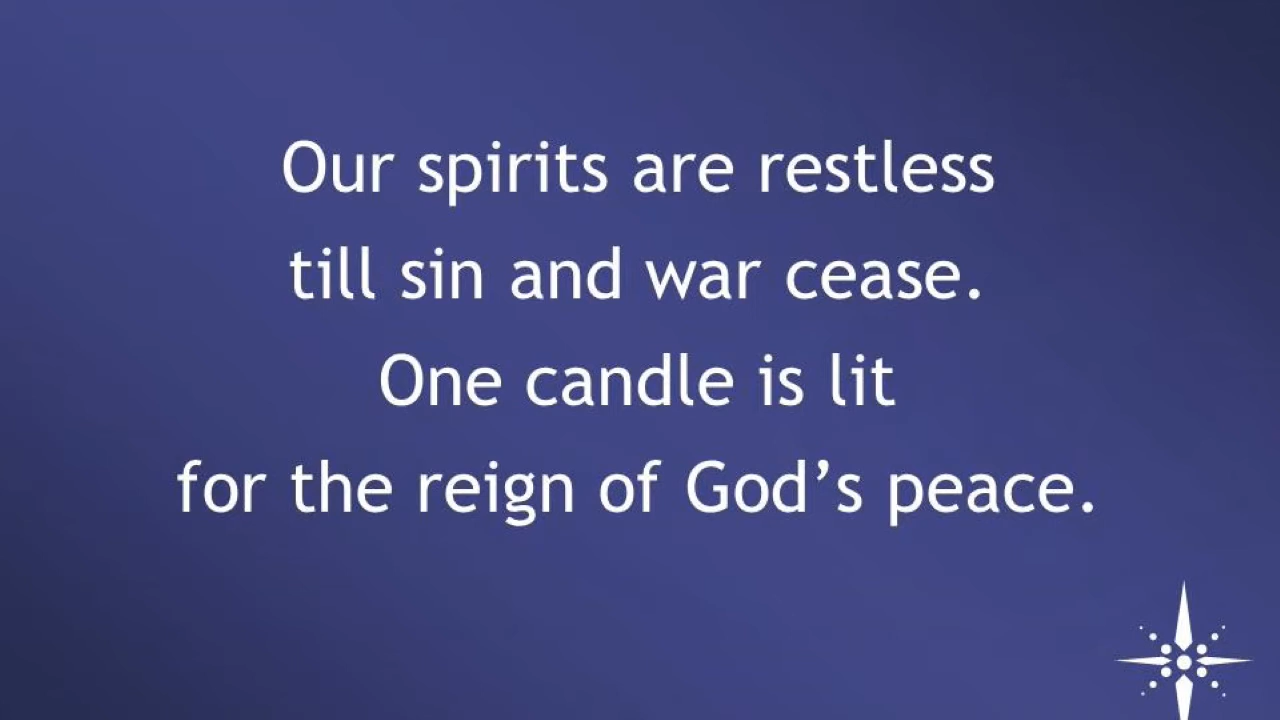 Our spirits are restless
till sin and war cease.
One candle is lit
for the reign of God’s peace.